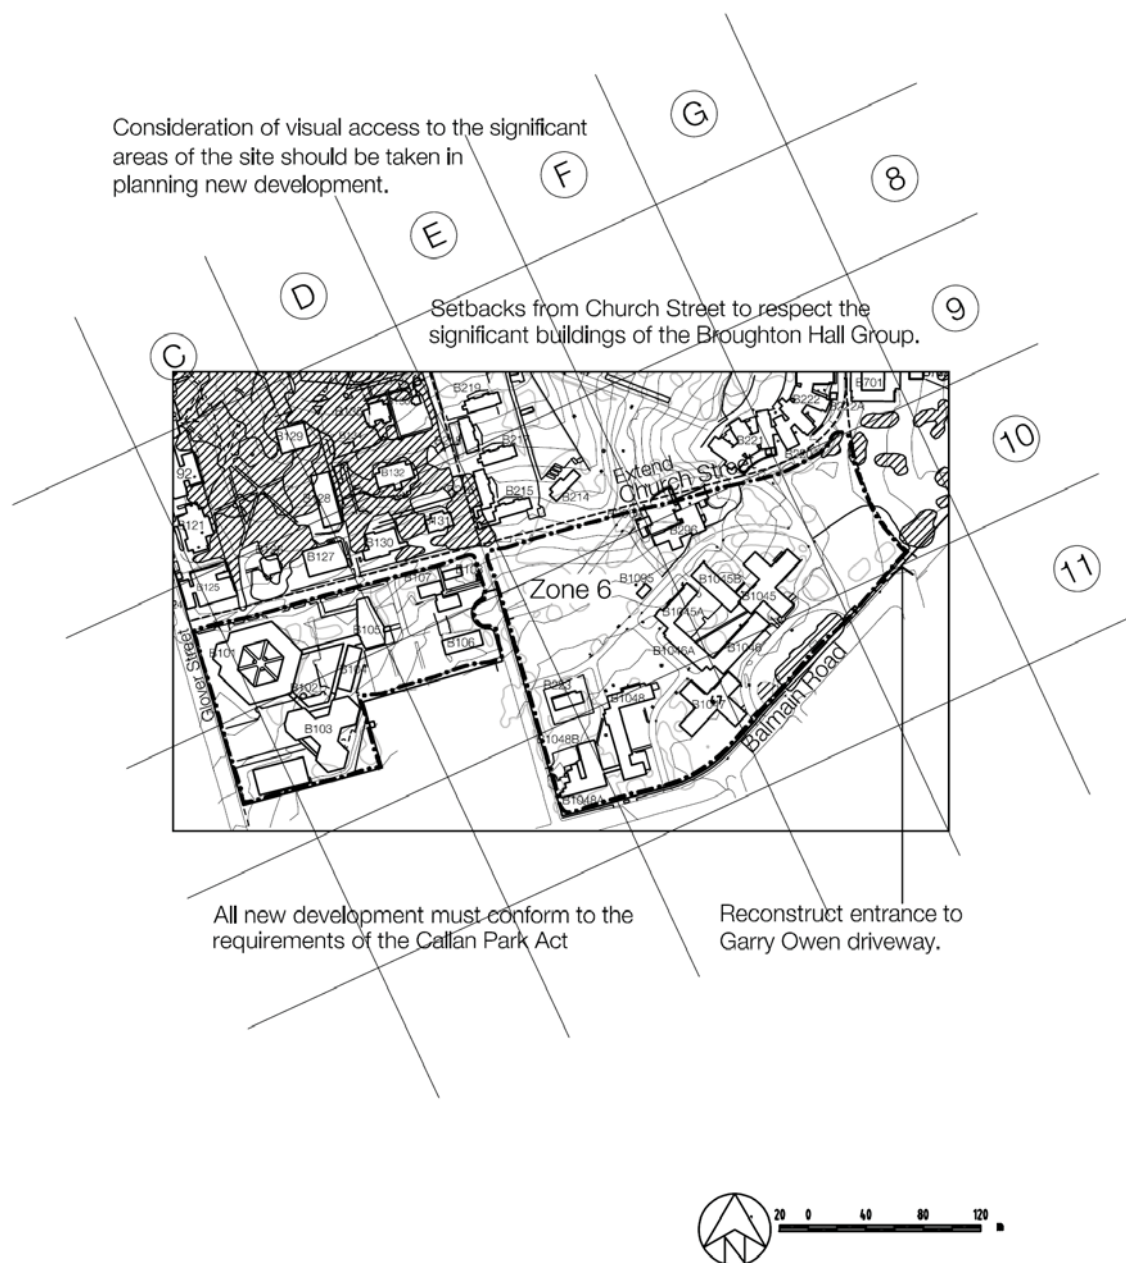 G
Consideration of visual access to the significant
areas of the site should be taken in
planning new development.
F
8
E
D
Setbacks from Church Street to respect the
significant buildings of the Broughton Hall Group.
9
C
B219
B222
B701
B129
B132
B221
10
92
B128
B121
B215
B214
Extend
Church Street
B130
B296
B127
B125
11
B107
Zone 6
B1095
B1045B
B1045
B1045A
B105
B106
B101
B1046
B1046A
Glover Street
B102
B1048
B103
B1047
Balmain Road
B1048B
B1048A
All new development must conform to the
requirements of the Callan Park Act
Reconstruct entrance to
Garry Owen driveway.
N
20 0 40 80 120 m